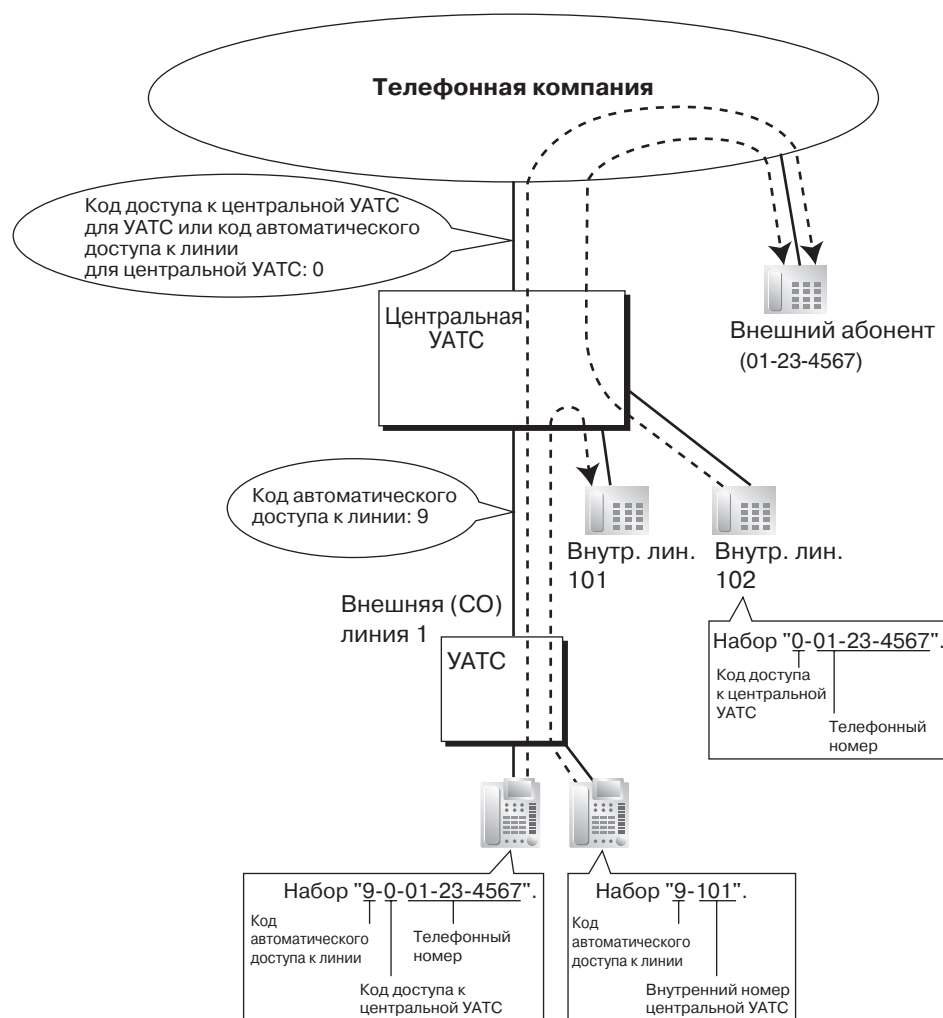 Телефонная компания
Код доступа к центральной УАТС
для УАТС или код автоматического
доступа к линии
для центральной УАТС: 0
Центральная
УАТС
Внешний абонент
(01-23-4567)
Код автоматического
доступа к линии: 9
Внутр. лин.
101
Внутр. лин.
102
Внешняя (CO)
линия 1
УАТС
Набор "0-01-23-4567".
Код доступа
к центральной
УАТС
Телефонный
номер
Набор "9-0-01-23-4567".
Код
автоматического
доступа к линии
Телефонный
номер
Код доступа к
центральной УАТС
Набор "9-101".
Код
автоматического
доступа к линии
Внутренний номер
центральной УАТС